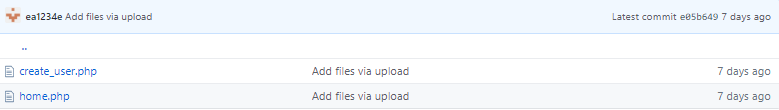 ea1234e Add files via upload Latest commit e05b649 7 days ago
..
create_user.php Add files via upload 7 days ago
home.php Add files via upload 7 days ago